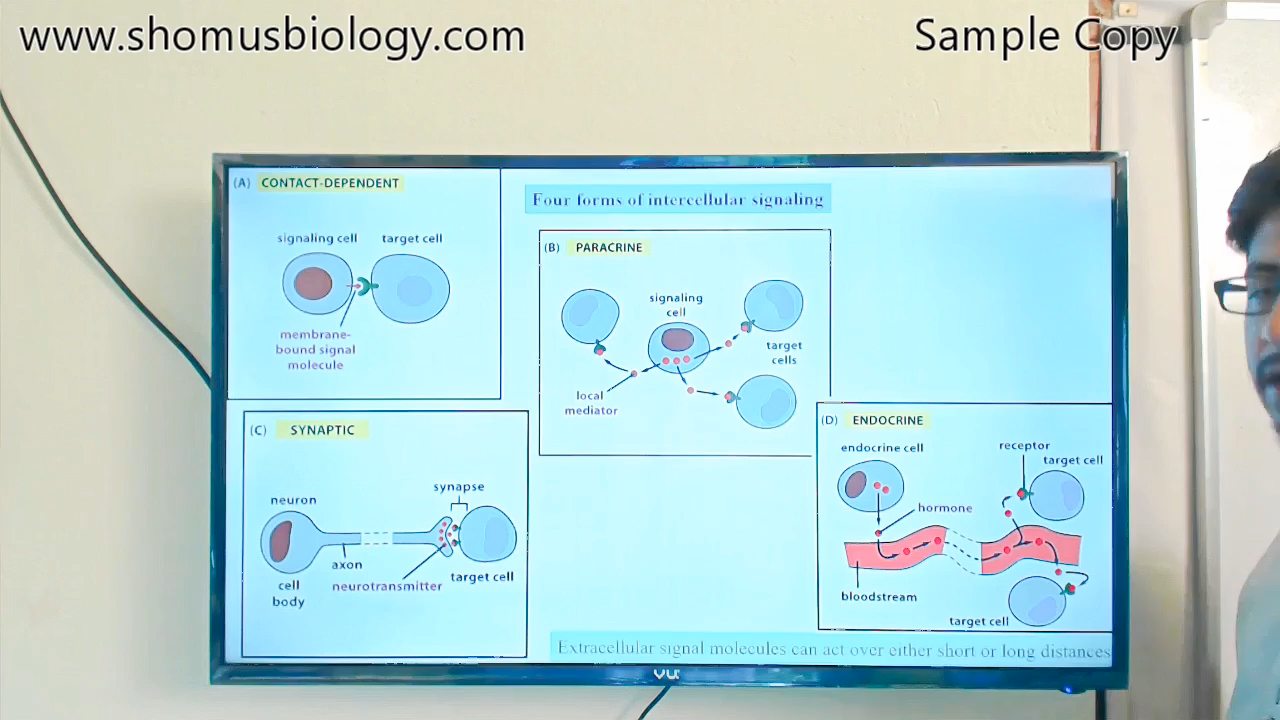 www.shomusbiology.com
Sample Copy
(A) CONTACT-DEPENDENT
signaling cell target cell
membrane-
bound signal
molecule
Four forms of intercellular signaling
(B) PARACRINE
signaling
cell
target
cells
local
mediator
(C) SYNAPTIC
synapse
neuron
axon
neurotransmitter
target cell
cell
body
(D) ENDOCRINE
endocrine cell
receptor
target cell
hormone
bloodstream
target cell
Extracellular signal molecules can act over either short or long distances
VU